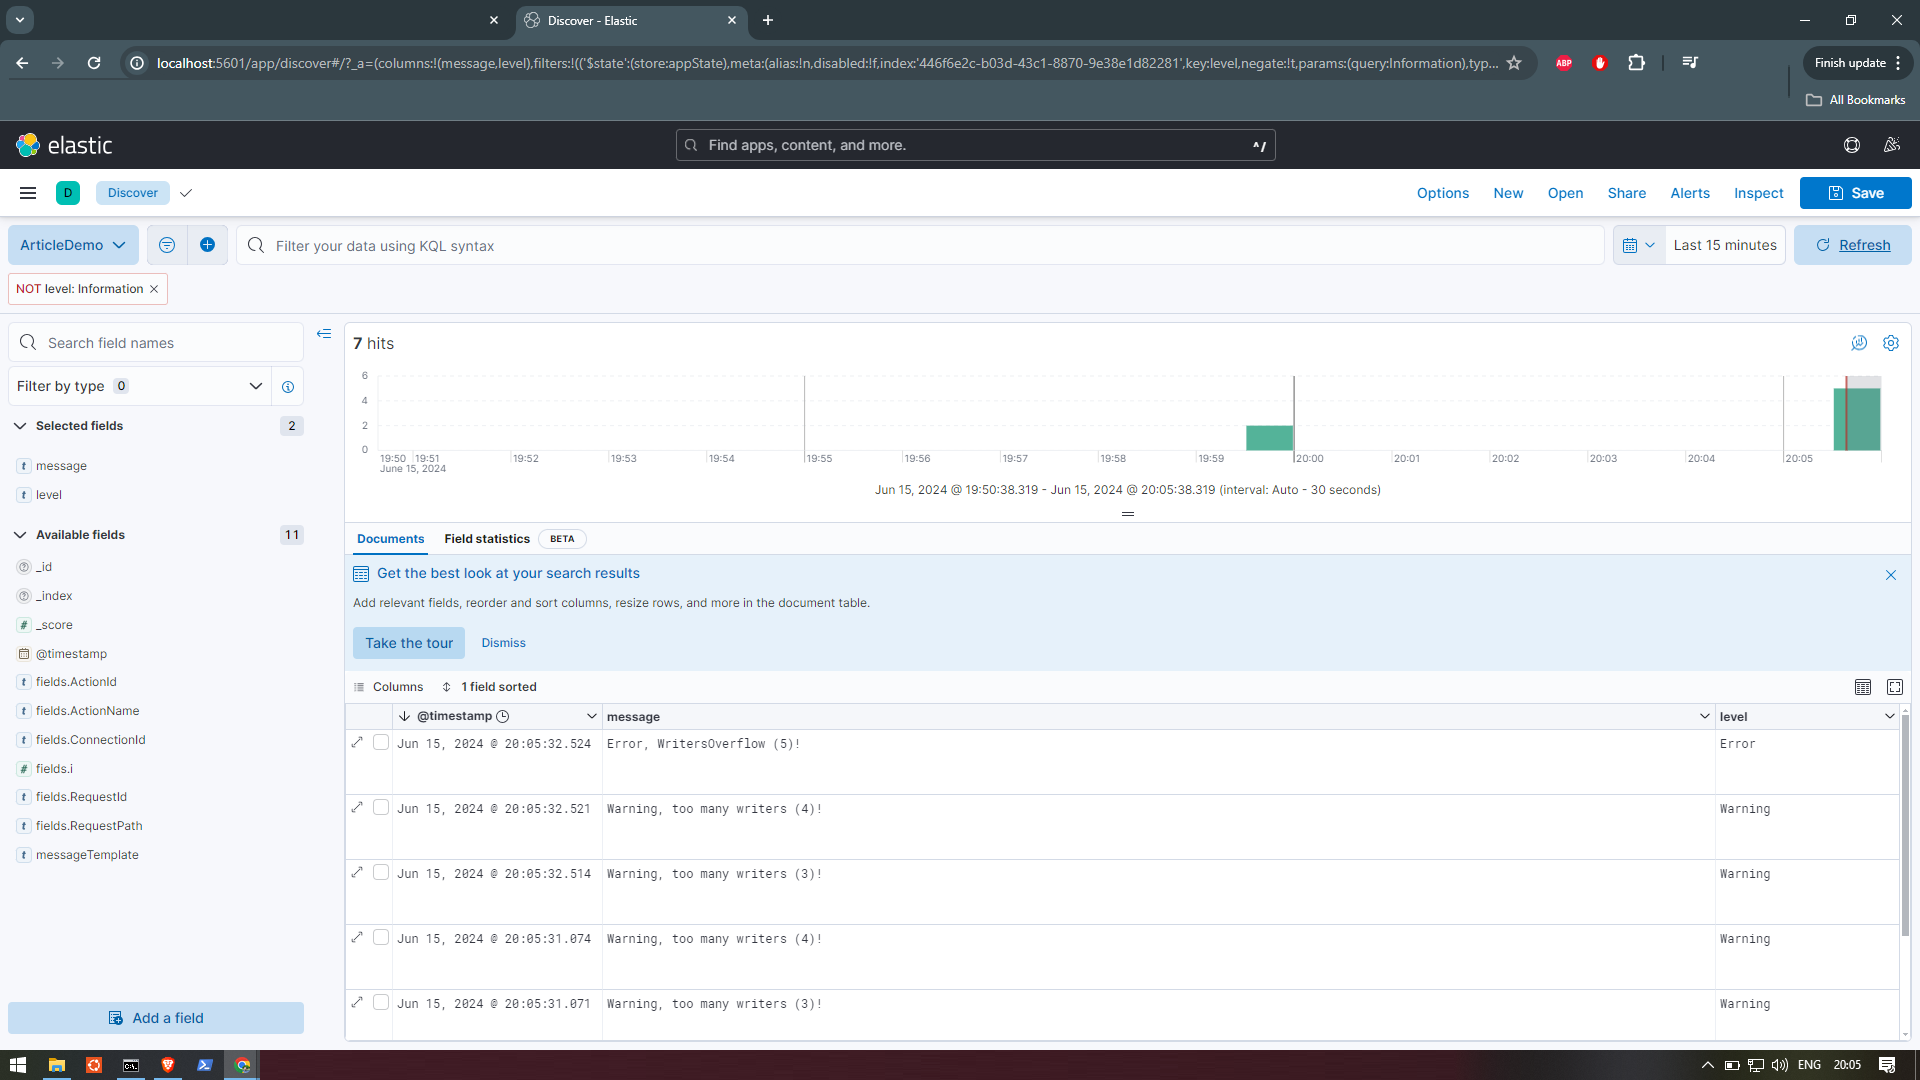 Discover - Elastic
localhost:5601/app/discover#/?_a=(columns:!(message,level),filters:!(('$state':(store:appState),meta:(alias:!n,disabled:!f,index:'446f6e2c-b03d-43c1-8870-9e38e1d82281',key:level,negate:!t,params:(query:Information),typ...
ABP
Finish update
All Bookmarks
elastic
Find apps, content, and more.
^/
D
Discover
Options
New
Open
Share
Alerts
Inspect
Save
ArticleDemo
Filter your data using KQL syntax
Last 15 minutes
Refresh
NOT level: Information
Search field names
Filter by type 0
Selected fields 2
t message
t level
Available fields 11
_id
_index
# _score
@timestamp
t fields.ActionId
t fields.ActionName
t fields.ConnectionId
# fields.i
t fields.RequestId
t fields.RequestPath
t messageTemplate
Add a field
7 hits
6
4
2
0
19:50 19:51 19:52 19:53 19:54 19:55 19:56 19:57 19:58 19:59 20:00 20:01 20:02 20:03 20:04 20:05
June 15, 2024
Jun 15, 2024 @ 19:50:38.319 - Jun 15, 2024 @ 20:05:38.319 (interval: Auto - 30 seconds)
Documents
Field statistics
BETA
Get the best look at your search results
Add relevant fields, reorder and sort columns, resize rows, and more in the document table.
Take the tour
Dismiss
Columns
1 field sorted
@timestamp message level
Jun 15, 2024 @ 20:05:32.524 Error, WritersOverflow (5)! Error
Jun 15, 2024 @ 20:05:32.521 Warning, too many writers (4)! Warning
Jun 15, 2024 @ 20:05:32.514 Warning, too many writers (3)! Warning
Jun 15, 2024 @ 20:05:31.074 Warning, too many writers (4)! Warning
Jun 15, 2024 @ 20:05:31.071 Warning, too many writers (3)! Warning
ENG
20:05